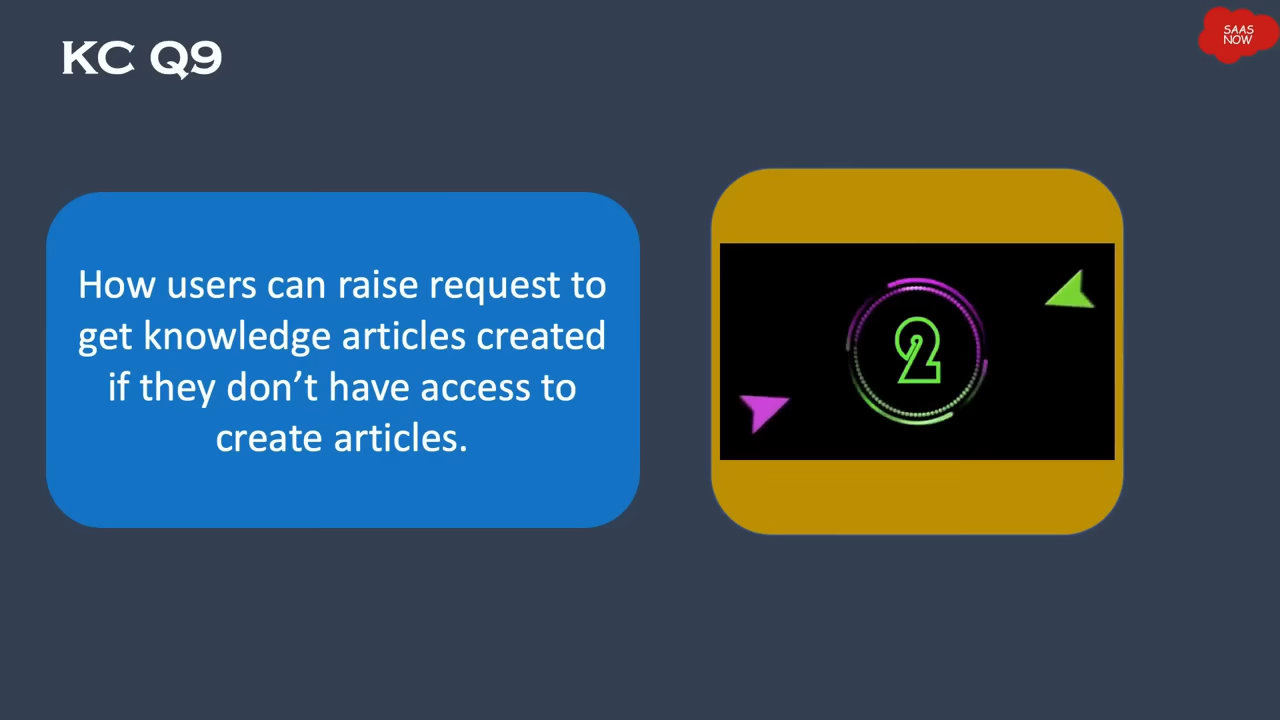 KC Q9
SAAS
NOW
How users can raise request to
get knowledge articles created
if they don’t have access to
create articles.
2